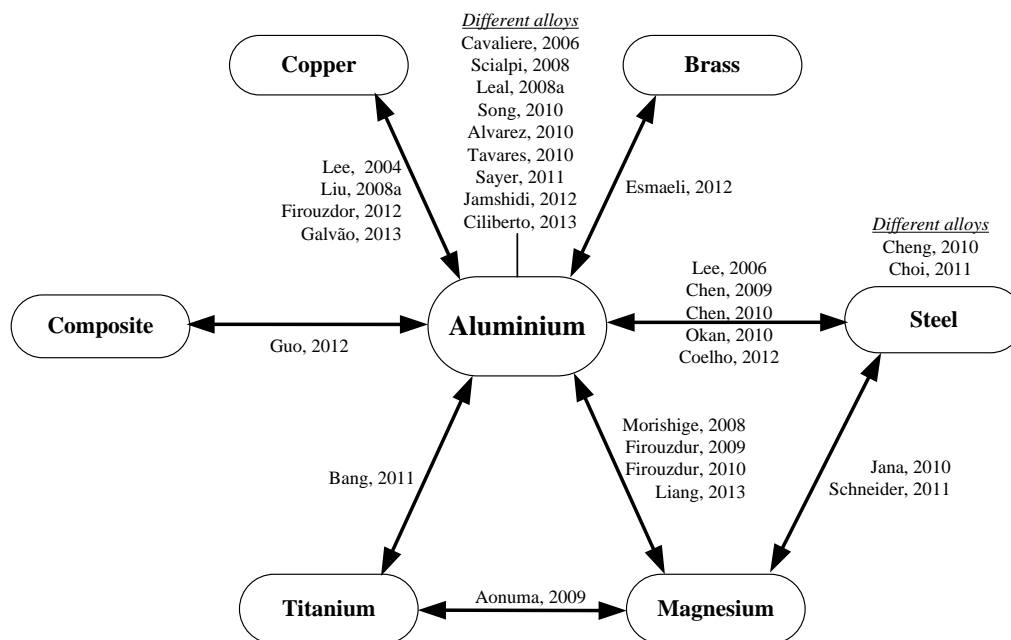 Different alloys
Cavaliere, 2006
Scialpi, 2008
Leal, 2008a
Song, 2010
Alvarez, 2010
Tavares, 2010
Sayer, 2011
Jamshidi, 2012
Ciliberto, 2013
Copper
Brass
Lee, 2004
Liu, 2008a
Firouzdor, 2012
Galvão, 2013
Esmaeli, 2012
Different alloys
Cheng, 2010
Choi, 2011
Lee, 2006
Chen, 2009
Chen, 2010
Okan, 2010
Coelho, 2012
Composite
Guo, 2012
Aluminium
Steel
Morishige, 2008
Firouzdur, 2009
Firouzdur, 2010
Liang, 2013
Bang, 2011
Jana, 2010
Schneider, 2011
Titanium
Aonuma, 2009
Magnesium